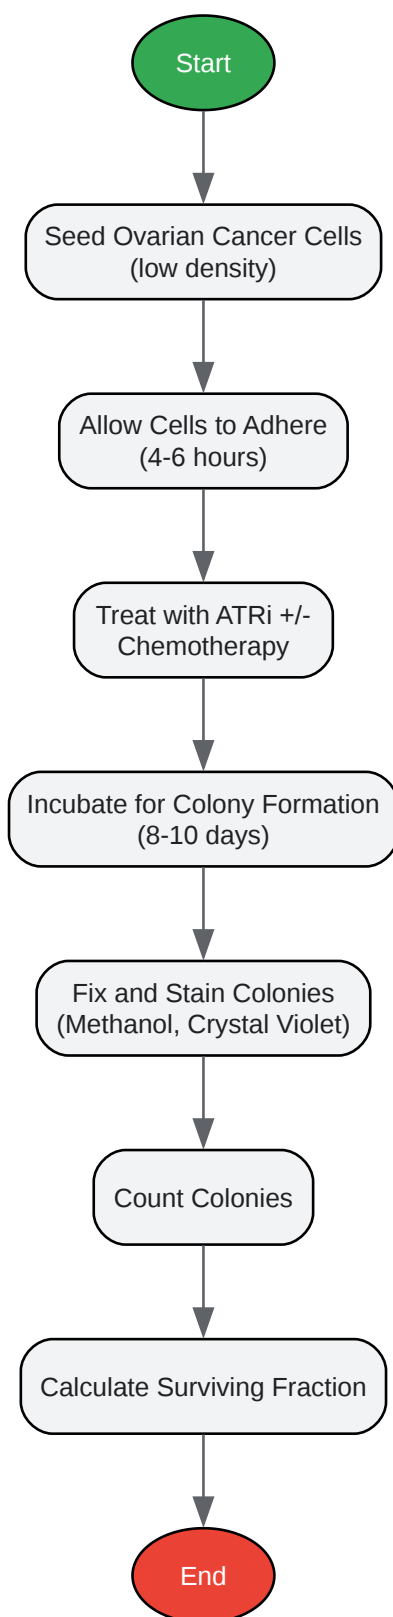 Start
Seed Ovarian Cancer Cells
(low density)
Allow Cells to Adhere
(4-6 hours)
Treat with ATRi +/-
Chemotherapy
Incubate for Colony Formation
(8-10 days)
Fix and Stain Colonies
(Methanol, Crystal Violet)
Count Colonies
Calculate Surviving Fraction
End